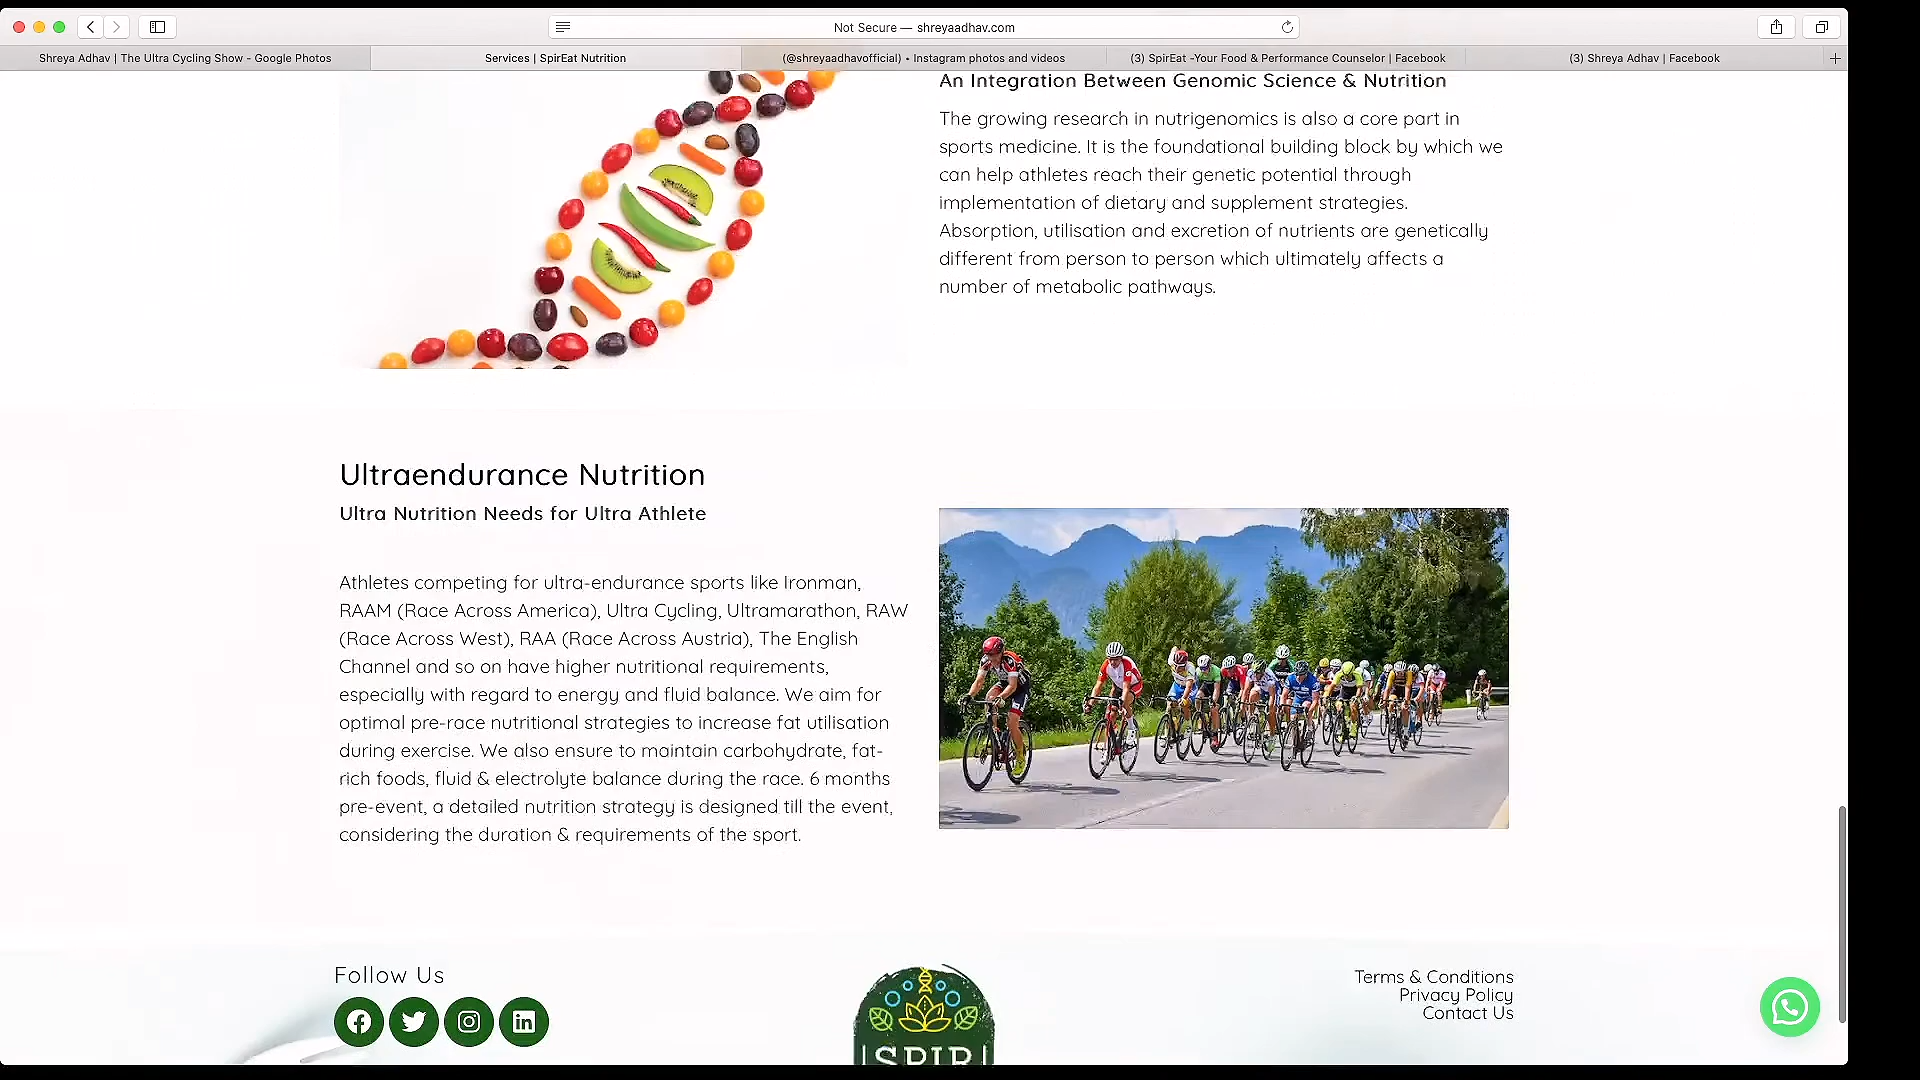 Not Secure — shreyaadhav.com
Shreya Adhav | The Ultra Cycling Show - Google Photos
Services | SpirEat Nutrition
(@shreyaadhavofficial) • Instagram photos and videos
(3) SpirEat -Your Food & Performance Counselor | Facebook
(3) Shreya Adhav | Facebook
An Integration Between Genomic Science & Nutrition
The growing research in nutrigenomics is also a core part in
sports medicine. It is the foundational building block by which we
can help athletes reach their genetic potential through
implementation of dietary and supplement strategies.
Absorption, utilisation and excretion of nutrients are genetically
different from person to person which ultimately affects a
number of metabolic pathways.
Ultraendurance Nutrition
Ultra Nutrition Needs for Ultra Athlete
Athletes competing for ultra-endurance sports like Ironman,
RAAM (Race Across America), Ultra Cycling, Ultramarathon, RAW
(Race Across West), RAA (Race Across Austria), The English
Channel and so on have higher nutritional requirements,
especially with regard to energy and fluid balance. We aim for
optimal pre-race nutritional strategies to increase fat utilisation
during exercise. We also ensure to maintain carbohydrate, fat-
rich foods, fluid & electrolyte balance during the race. 6 months
pre-event, a detailed nutrition strategy is designed till the event,
considering the duration & requirements of the sport.
Follow Us
SPIR
Terms & Conditions
Privacy Policy
Contact Us